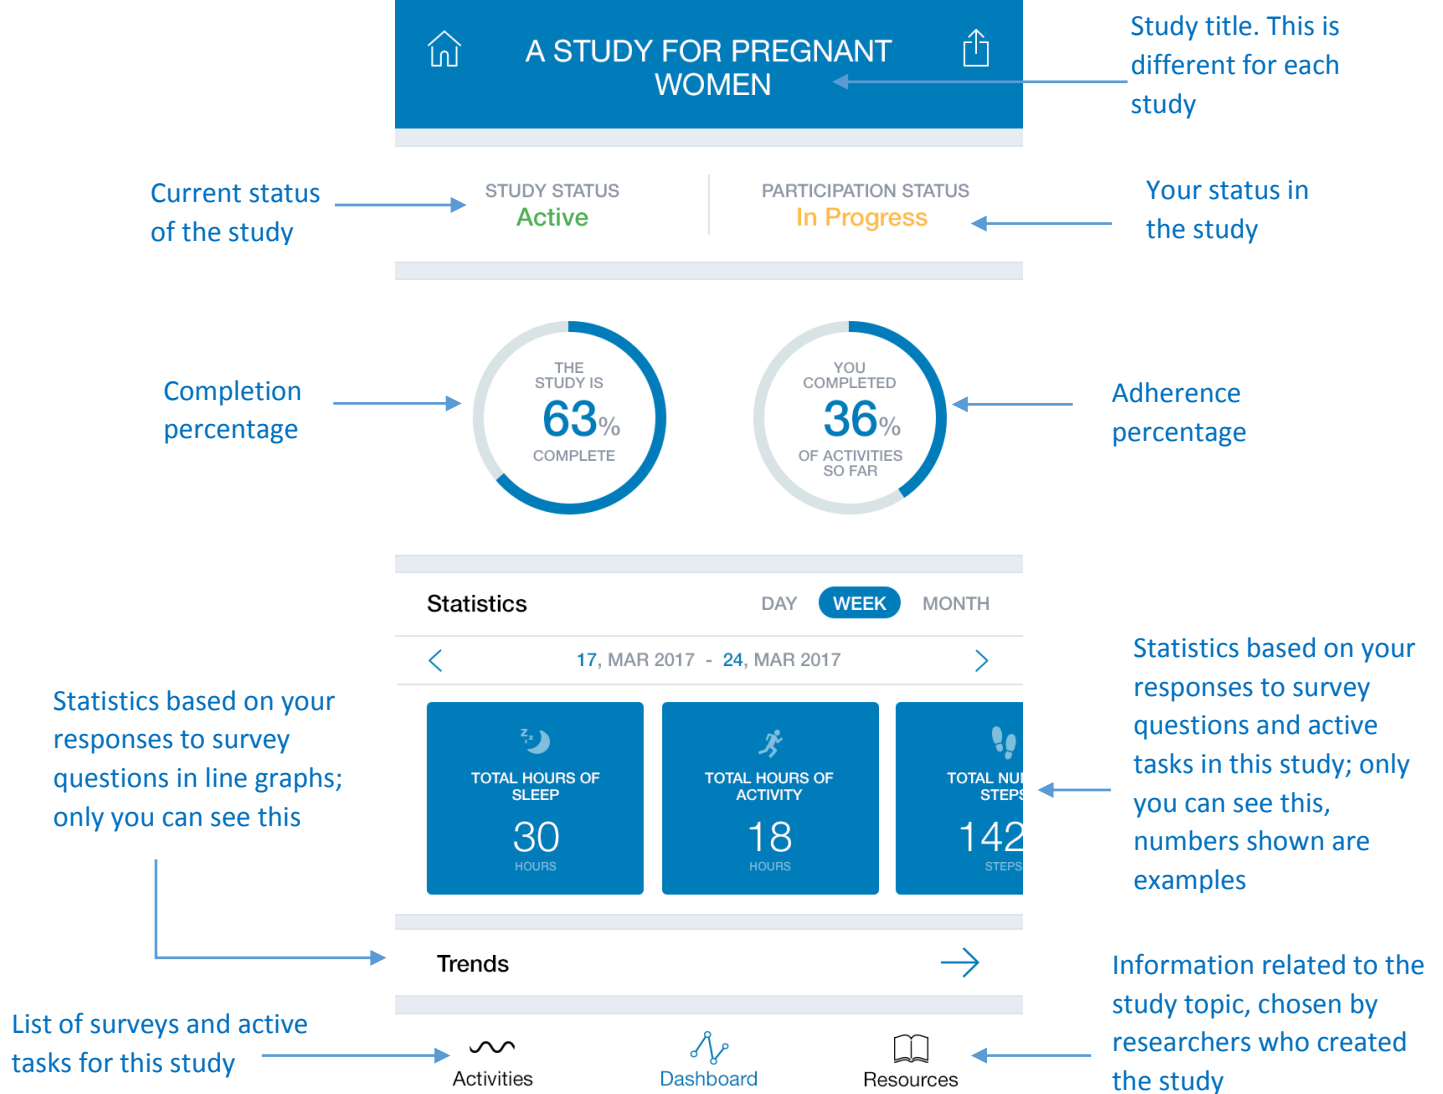 A STUDY FOR PREGNANT
WOMEN
Study title. This is
different for each
study
Current status
of the study
STUDY STATUS
Active
PARTICIPATION STATUS
In Progress
Your status in
the study
Completion
percentage
THE
STUDY IS
63%
COMPLETE
YOU
COMPLETED
36%
OF ACTIVITIES
SO FAR
Adherence
percentage
Statistics
DAY WEEK MONTH
17, MAR 2017 - 24, MAR 2017
Statistics based on your
responses to survey
questions in line graphs;
only you can see this
TOTAL HOURS OF
SLEEP
30
HOURS
TOTAL HOURS OF
ACTIVITY
18
HOURS
TOTAL NU
STEPS
142
STEPS
Statistics based on your
responses to survey
questions and active
tasks in this study; only
you can see this,
numbers shown are
examples
Trends
List of surveys and active
tasks for this study
Activities
Dashboard
Resources
Information related to the
study topic, chosen by
researchers who created
the study